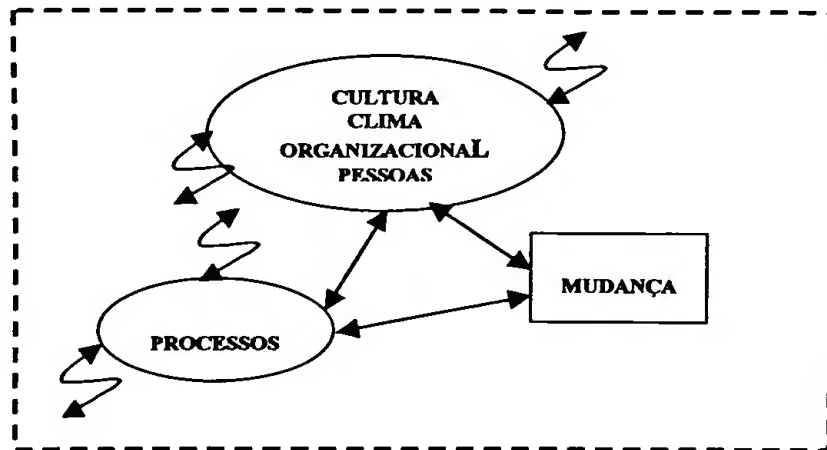 CULTURA
CLIMA
ORGANIZACIONAL
PESSOAS
MUDANÇA
PROCESSOS